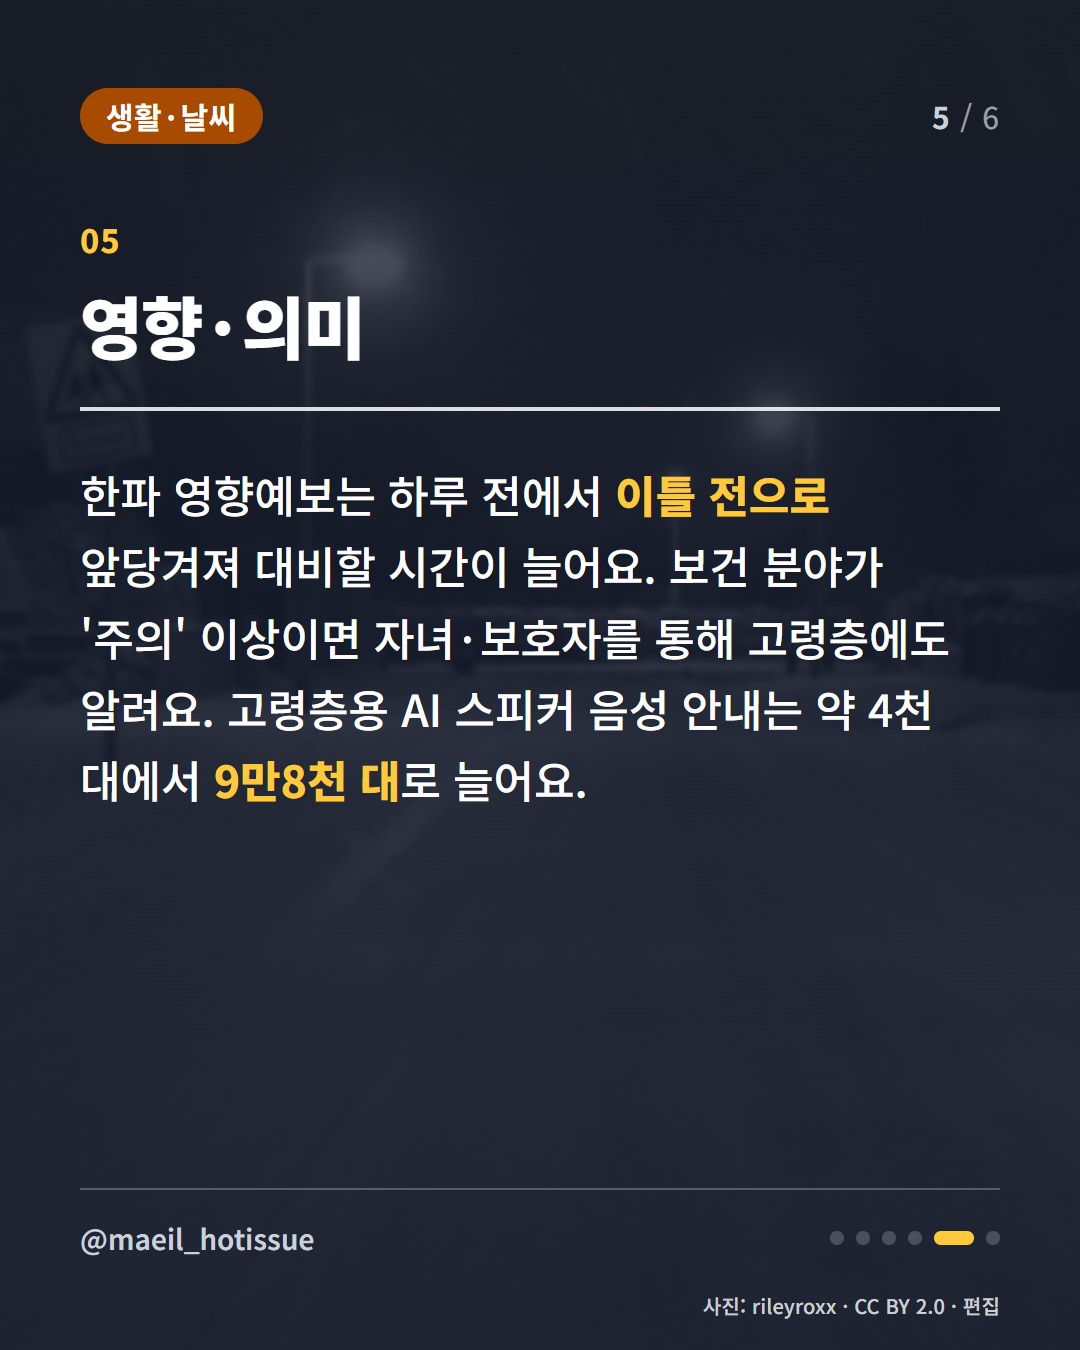 생활·날씨
5 / 6
05
영향·의미
한파 영향예보는 하루 전에서 이틀 전으로
앞당겨져 대비할 시간이 늘어요. 보건 분야가
'주의' 이상이면 자녀·보호자를 통해 고령층에도
알려요. 고령층용 AI 스피커 음성 안내는 약 4천
대에서 9만8천 대로 늘어요.
@maeil_hotissue
사진: rileyroxx · CC BY 2.0 · 편집